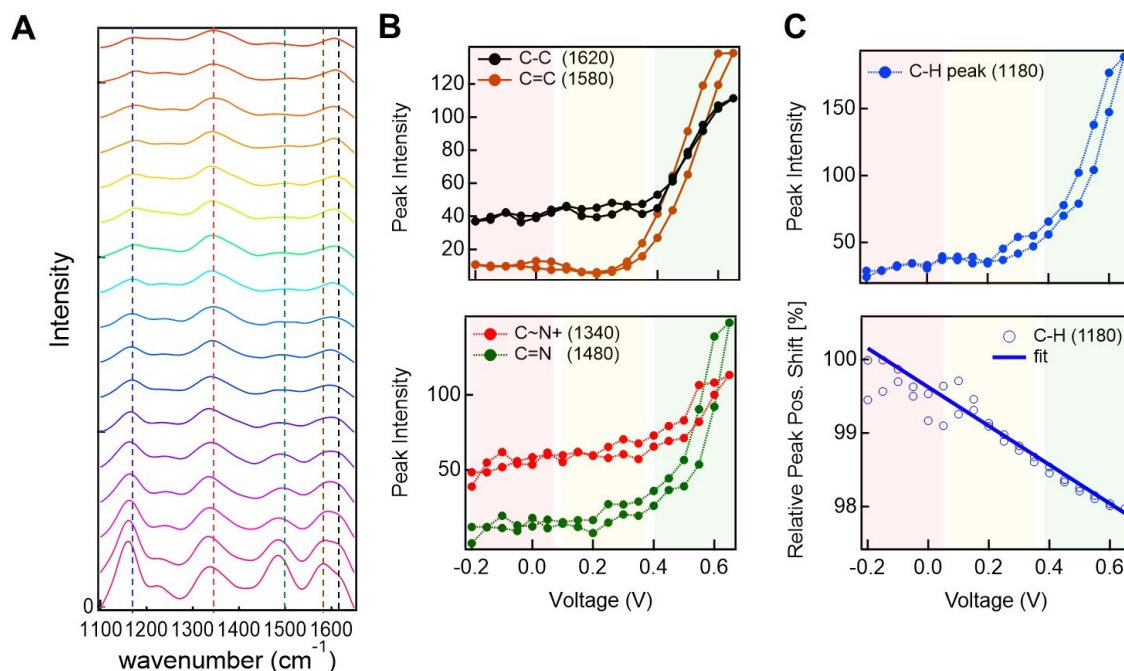 A
Intensity
0
1100 1200 1300 1400 1500 1600
wavenumber (cm⁻¹)
B
C-C (1620)
C=C (1580)
Peak Intensity
120
100
80
60
40
20
C~N+ (1340)
C=N (1480)
Peak Intensity
100
50
-0.2 0.0 0.2 0.4 0.6
Voltage (V)
C
C-H peak (1180)
Peak Intensity
150
100
50
C-H (1180)
fit
Relative Peak Pos. Shift [%]
100
99
98
-0.2 0.0 0.2 0.4 0.6
Voltage (V)